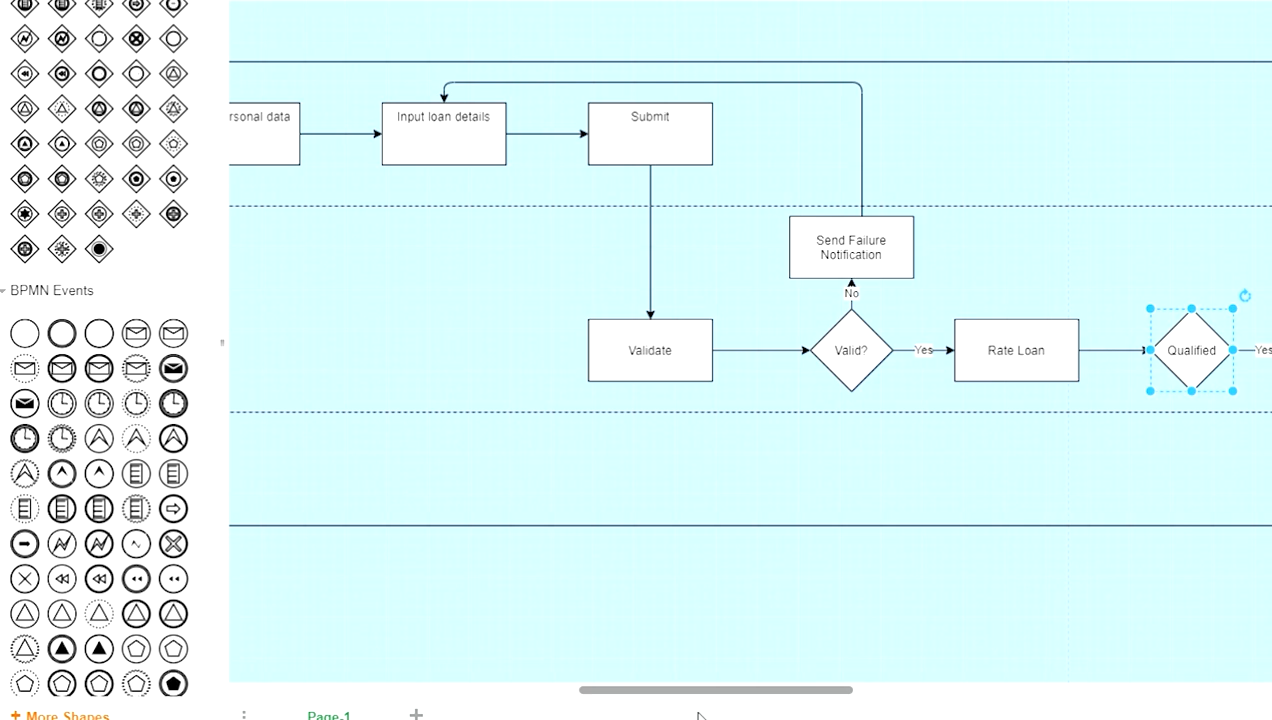 rsonal data
Input loan details
Submit
Send Failure
Notification
No
BPMN Events
Validate
Valid?
Yes
Rate Loan
Qualified
Yes
+ More Shapes
Page-1